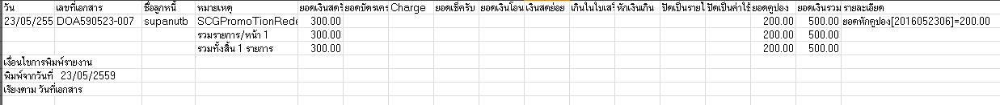 วัน เลขที่เอกสาร ชื่อลูกหนี้ หมายเหตุ ยอดเงินสดรั ยอดบัตรเคร Charge ยอดเช็ครับ ยอดเงินโอน เงินสดย่อย เกินในใบเสร็ หักเงินเกิน ปัดเป็นรายไ ปัดเป็นค่าใช้ ยอดคูปอง ยอดเงินรวม รายละเอียด
23/05/255 DOA590523-007 supanutb SCGPromoTionRede 300.00 200.00 500.00 ยอดหักคูปอง[2016052306]=200.00
รวมรายการ/หน้า 1 300.00 200.00 500.00
รวมทั้งสิ้น 1 รายการ 300.00 200.00 500.00
เงื่อนไขการพิมพ์รายงาน
พิมพ์จากวันที่ 23/05/2559
เรียงตาม วันที่เอกสาร